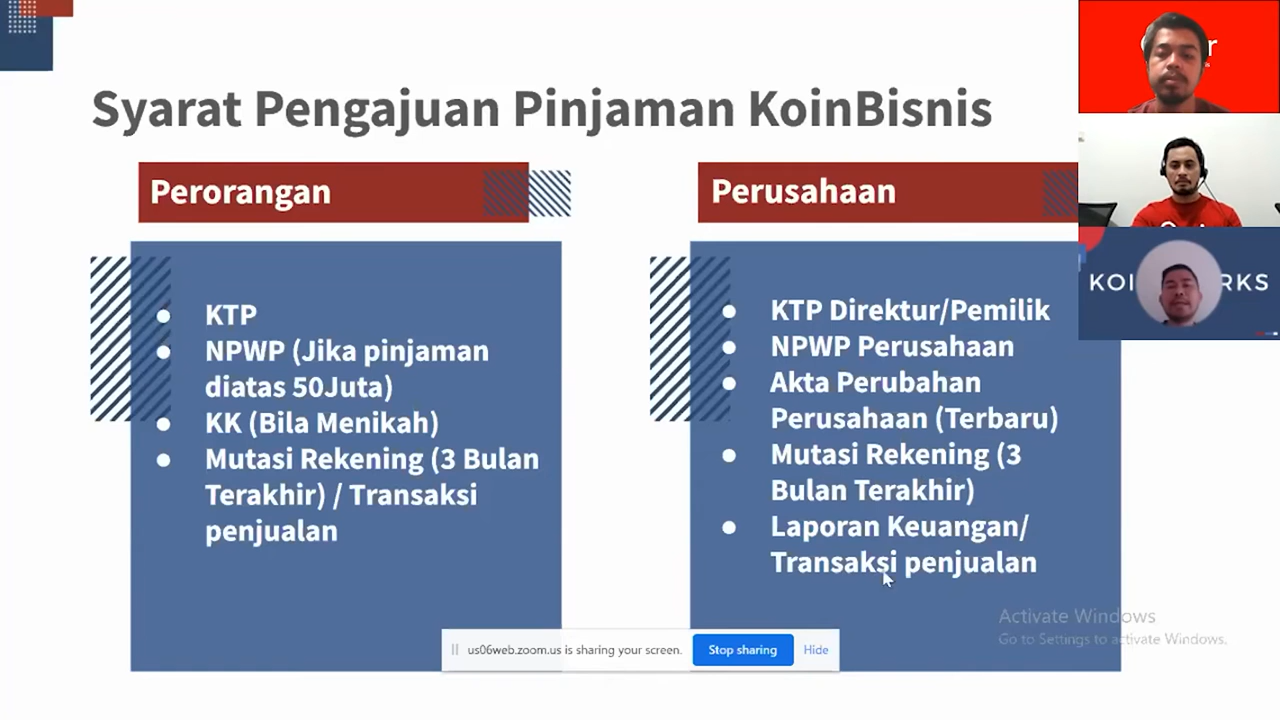 Syarat Pengajuan Pinjaman KoinBisnis
Perorangan
KTP
NPWP (Jika pinjaman
diatas 50Juta)
KK (Bila Menikah)
Mutasi Rekening (3 Bulan
Terakhir) / Transaksi
penjualan
Perusahaan
KTP Direktur/Pemilik
NPWP Perusahaan
Akta Perubahan
Perusahaan (Terbaru)
Mutasi Rekening (3
Bulan Terakhir)
Laporan Keuangan/
Transaksi penjualan
Activate Windows
Go to Settings to activate Windows.
us06web.zoom.us is sharing your screen.
Stop sharing
Hide